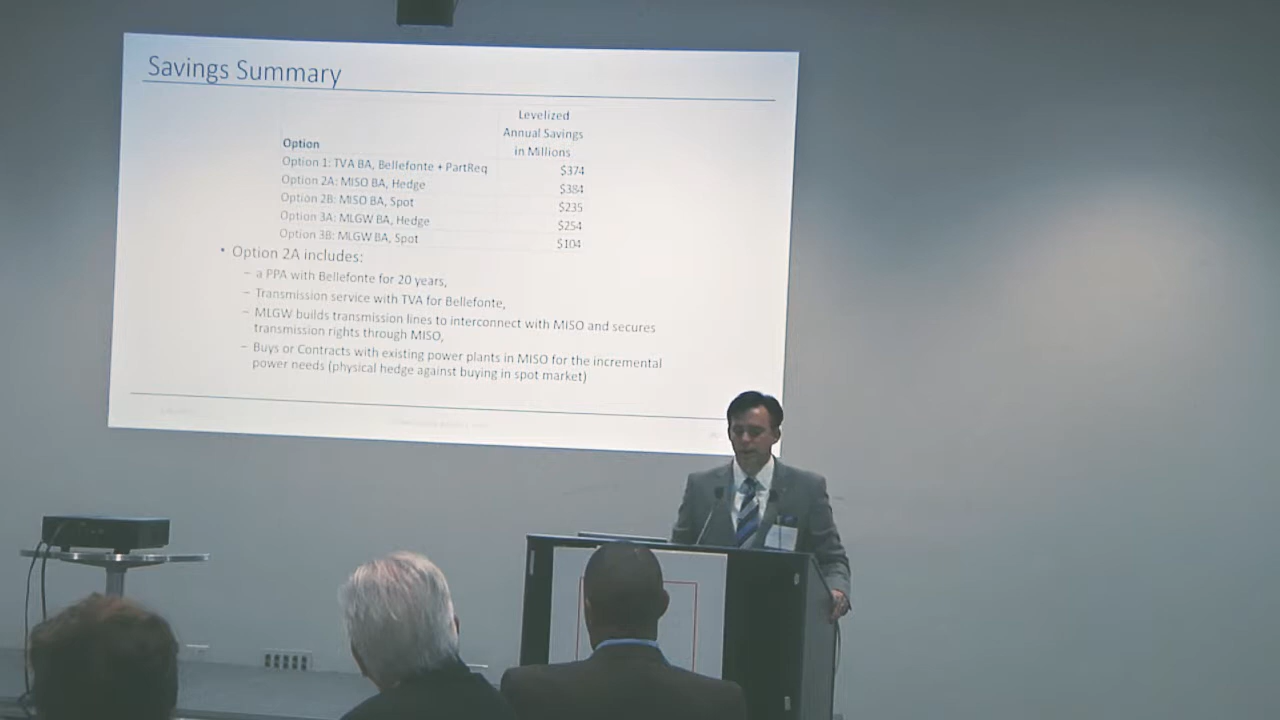 Savings Summary
Levelized
Annual Savings
Option in Millions
Option 1: TVA BA, Bellefonte + PartReq $374
Option 2A: MISO BA, Hedge $384
Option 2B: MISO BA, Spot $235
Option 3A: MLGW BA, Hedge $254
Option 3B: MLGW BA, Spot $104
• Option 2A includes:
– a PPA with Bellefonte for 20 years,
– Transmission service with TVA for Bellefonte,
– MLGW builds transmission lines to interconnect with MISO and secures
transmission rights through MISO,
– Buys or Contracts with existing power plants in MISO for the incremental
power needs (physical hedge against buying in spot market)